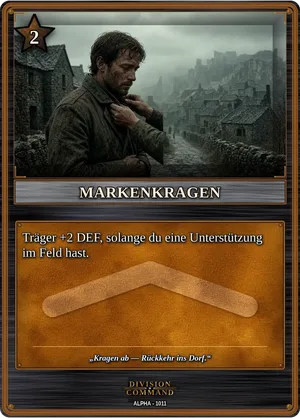 2
MARKENKRAGEN
Träger +2 DEF, solange du eine Unterstützung
im Feld hast.
„Kragen ab — Rückkehr ins Dorf.“
DIVISION
COMMAND
ALPHA - 1011